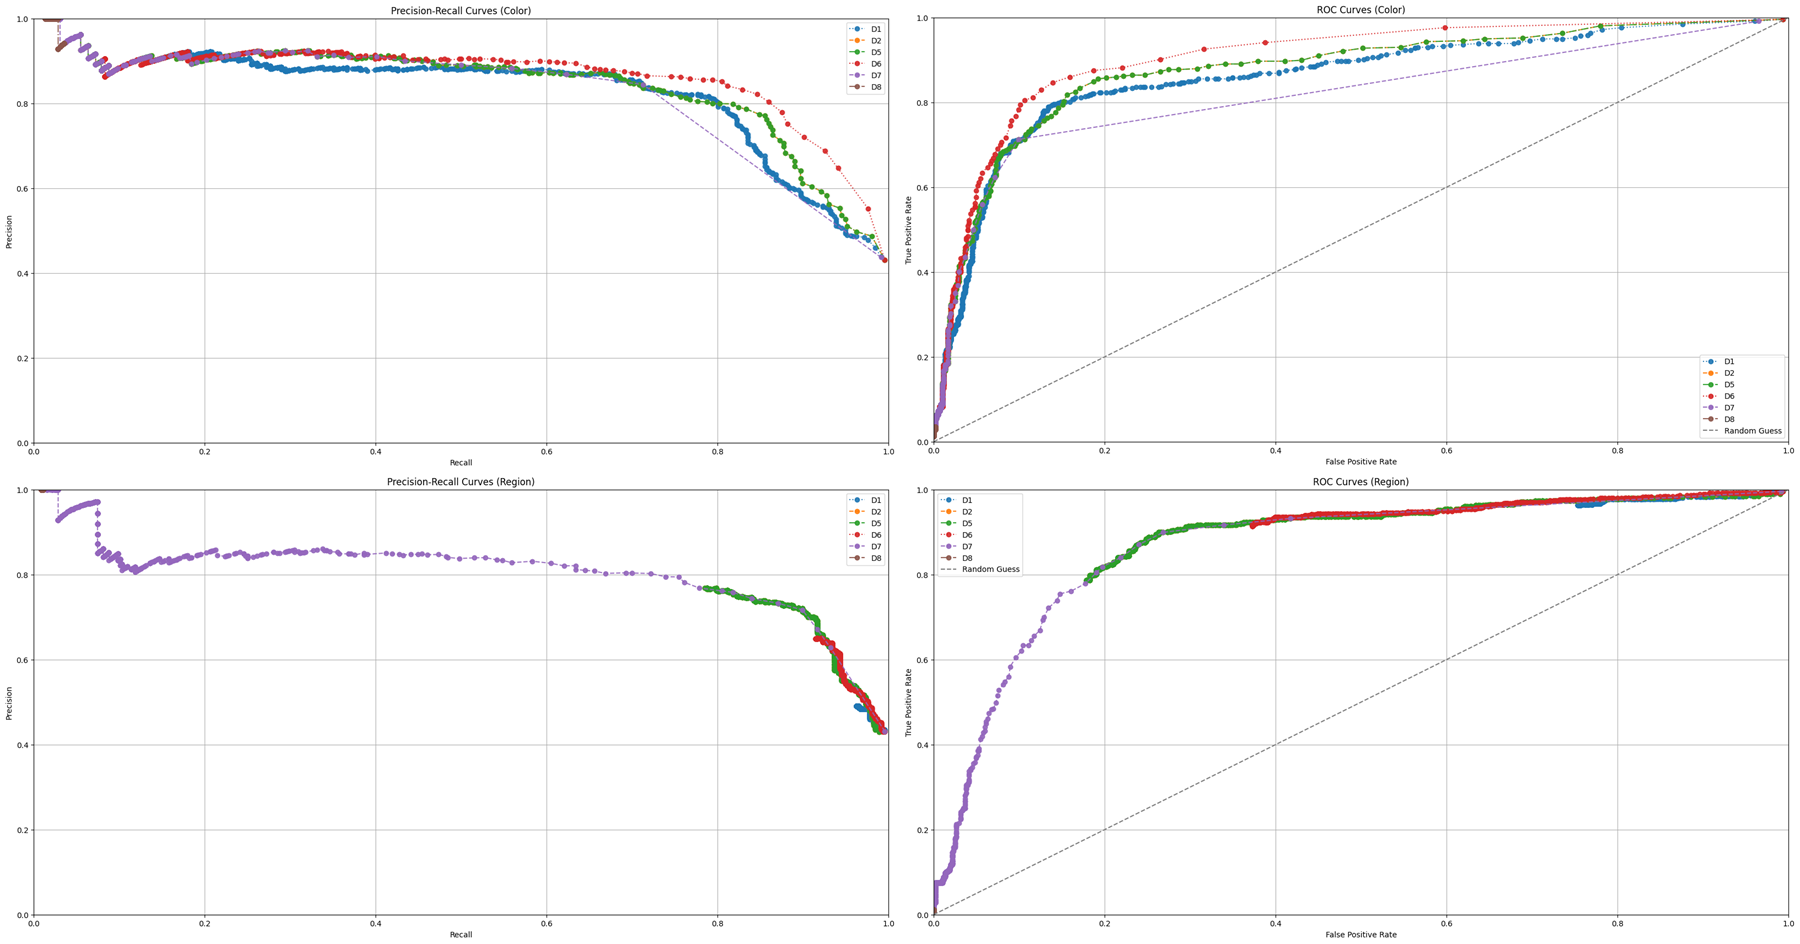 Precision-Recall Curves (Color)
1.0
0.8
0.6
0.4
0.2
0.0
Precision
0.0 0.2 0.4 0.6 0.8 1.0
Recall
D1
D2
D5
D6
D7
D8
ROC Curves (Color)
1.0
0.8
0.6
0.4
0.2
0.0
True Positive Rate
0.0 0.2 0.4 0.6 0.8 1.0
False Positive Rate
D1
D2
D5
D6
D7
D8
Random Guess
Precision-Recall Curves (Region)
1.0
0.8
0.6
0.4
0.2
0.0
Precision
0.0 0.2 0.4 0.6 0.8 1.0
Recall
D1
D2
D5
D6
D7
D8
ROC Curves (Region)
1.0
0.8
0.6
0.4
0.2
0.0
True Positive Rate
0.0 0.2 0.4 0.6 0.8 1.0
False Positive Rate
D1
D2
D5
D6
D7
D8
Random Guess